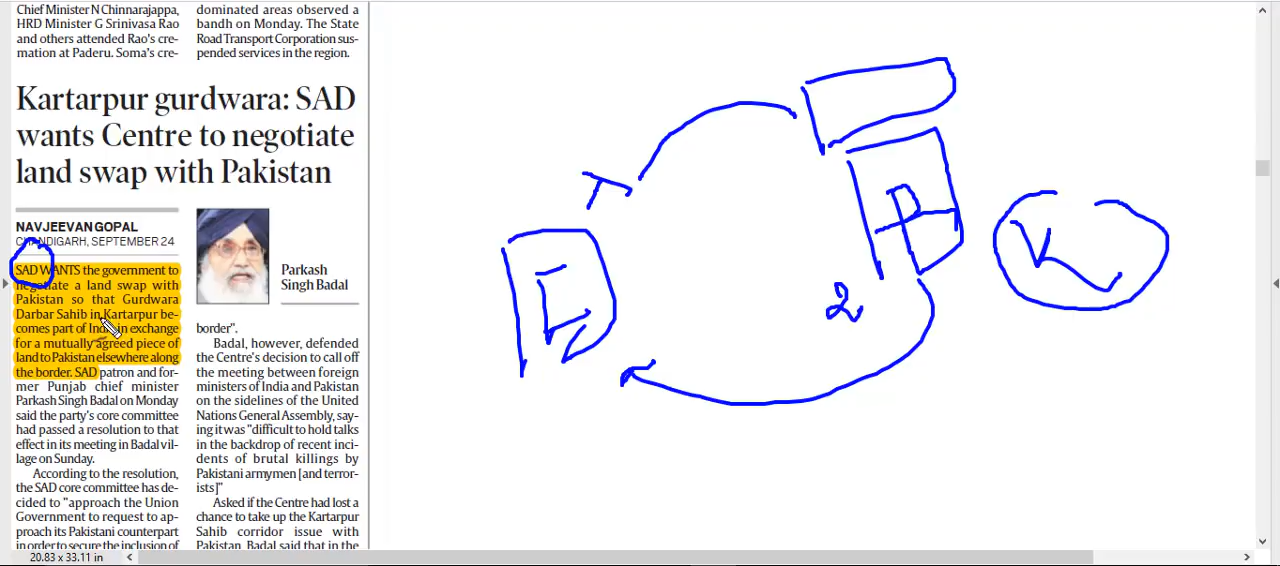 Chief Minister N Chinnarajappa,
HRD Minister G Srinivasa Rao
and others attended Rao's cre-
mation at Paderu. Soma's cre-
dominated areas observed a
bandh on Monday. The State
Road Transport Corporation sus-
pended services in the region.
Kartarpur gurdwara: SAD
wants Centre to negotiate
land swap with Pakistan
NAVJEEVAN GOPAL
CHANDIGARH, SEPTEMBER 24
SAD WANTS the government to
negotiate a land swap with
Pakistan so that Gurdwara
Darbar Sahib in Kartarpur be-
comes part of India in exchange
for a mutually agreed piece of
land to Pakistan elsewhere along
the border. SAD patron and for-
mer Punjab chief minister
Parkash Singh Badal on Monday
said the party's core committee
had passed a resolution to that
effect in its meeting in Badal vil-
lage on Sunday.
According to the resolution,
the SAD core committee has de-
cided to "approach the Union
Government to request to ap-
proach its Pakistani counterpart
in order to secure the inclusion of
Parkash
Singh Badal
border".
Badal, however, defended
the Centre's decision to call off
the meeting between foreign
ministers of India and Pakistan
on the sidelines of the United
Nations General Assembly, say-
ing it was "difficult to hold talks
in the backdrop of recent inci-
dents of brutal killings by
Pakistani armymen [and terror-
ists]"
Asked if the Centre had lost a
chance to take up the Kartarpur
Sahib corridor issue with
Pakistan, Badal said that in the
P
K
2
20.83 x 33.11 in